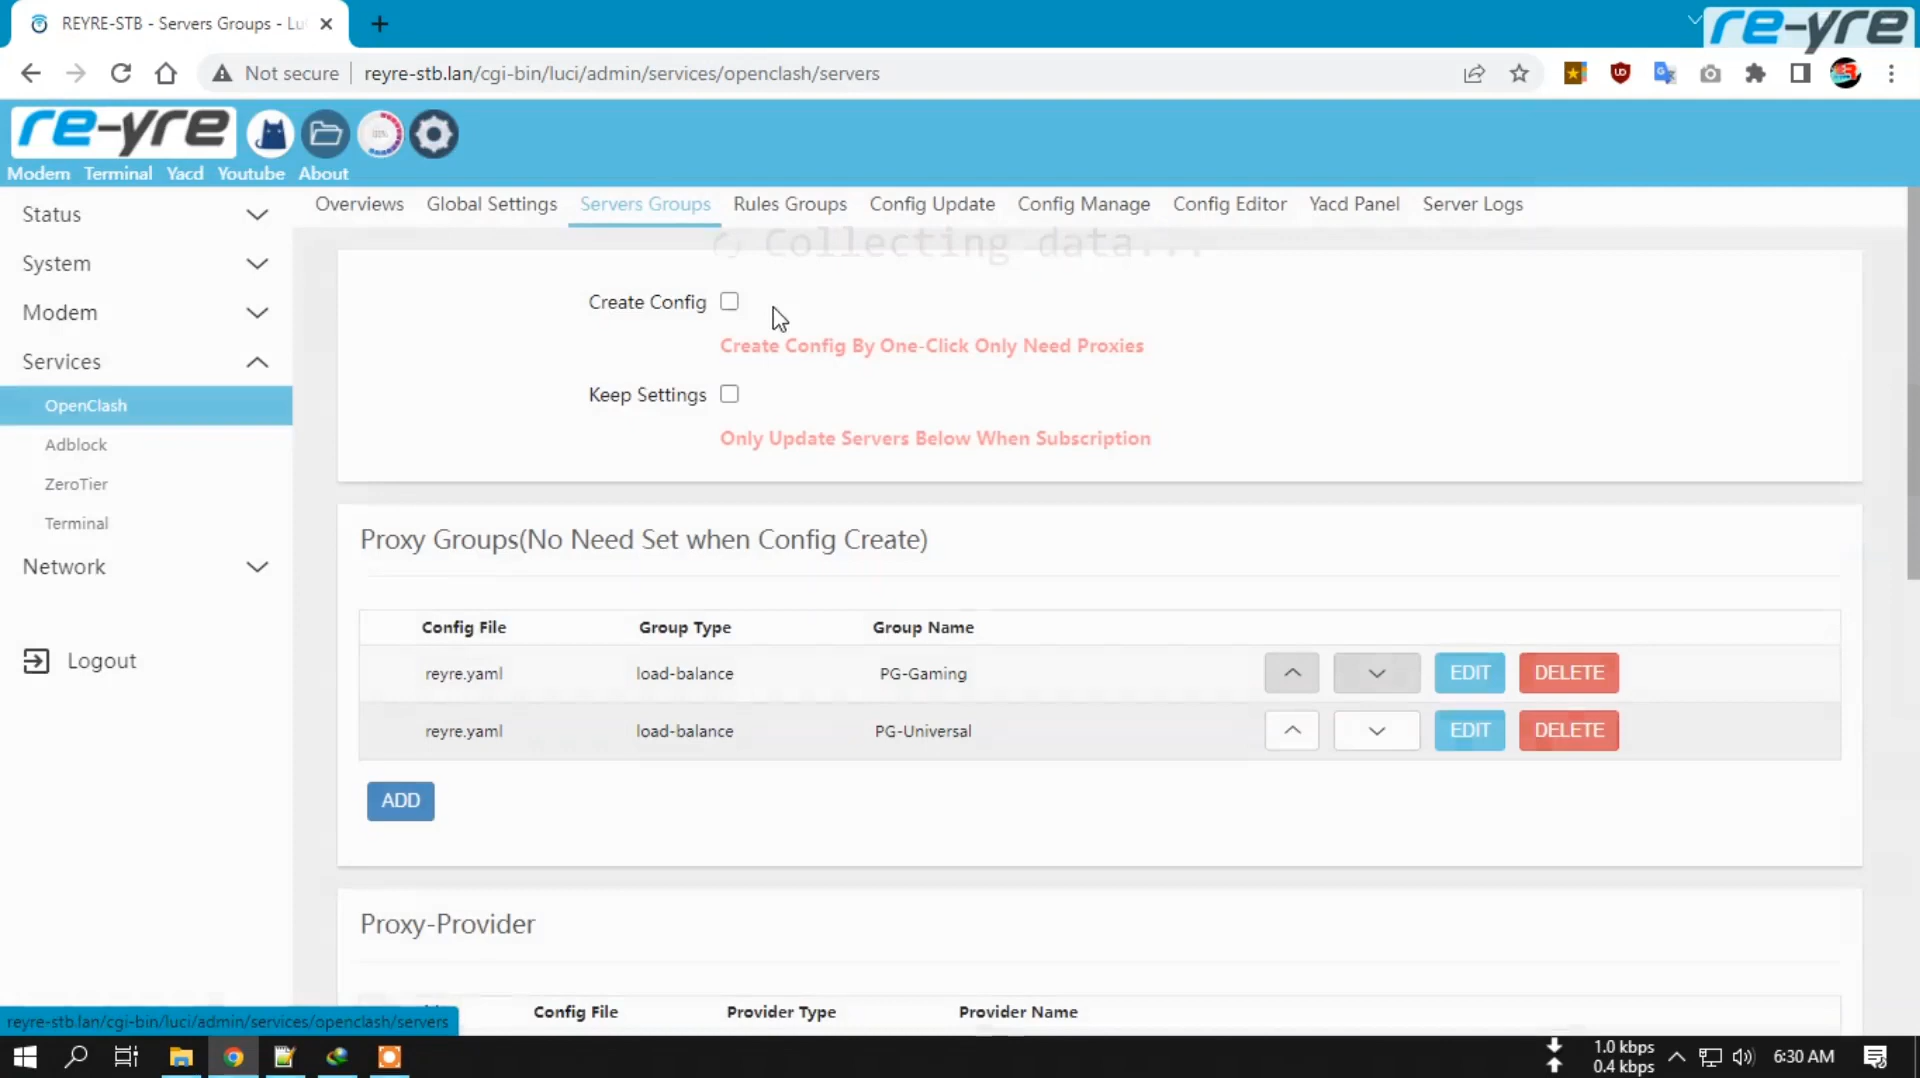 REYRE-STB - Servers Groups - Lu
re-yre
Not secure
reyre-stb.lan/cgi-bin/luci/admin/services/openclash/servers
re-yre
Modem Terminal Yacd Youtube About
Status
System
Modem
Services
OpenClash
Adblock
ZeroTier
Terminal
Network
Logout
Overviews Global Settings Servers Groups Rules Groups Config Update Config Manage Config Editor Yacd Panel Server Logs
Collecting data...
Create Config
Create Config By One-Click Only Need Proxies
Keep Settings
Only Update Servers Below When Subscription
Proxy Groups(No Need Set when Config Create)
Config File Group Type Group Name
reyre.yaml load-balance PG-Gaming EDIT DELETE
reyre.yaml load-balance PG-Universal EDIT DELETE
ADD
Proxy-Provider
Config File Provider Type Provider Name
reyre-stb.lan/cgi-bin/luci/admin/services/openclash/servers
1.0 kbps
0.4 kbps
6:30 AM